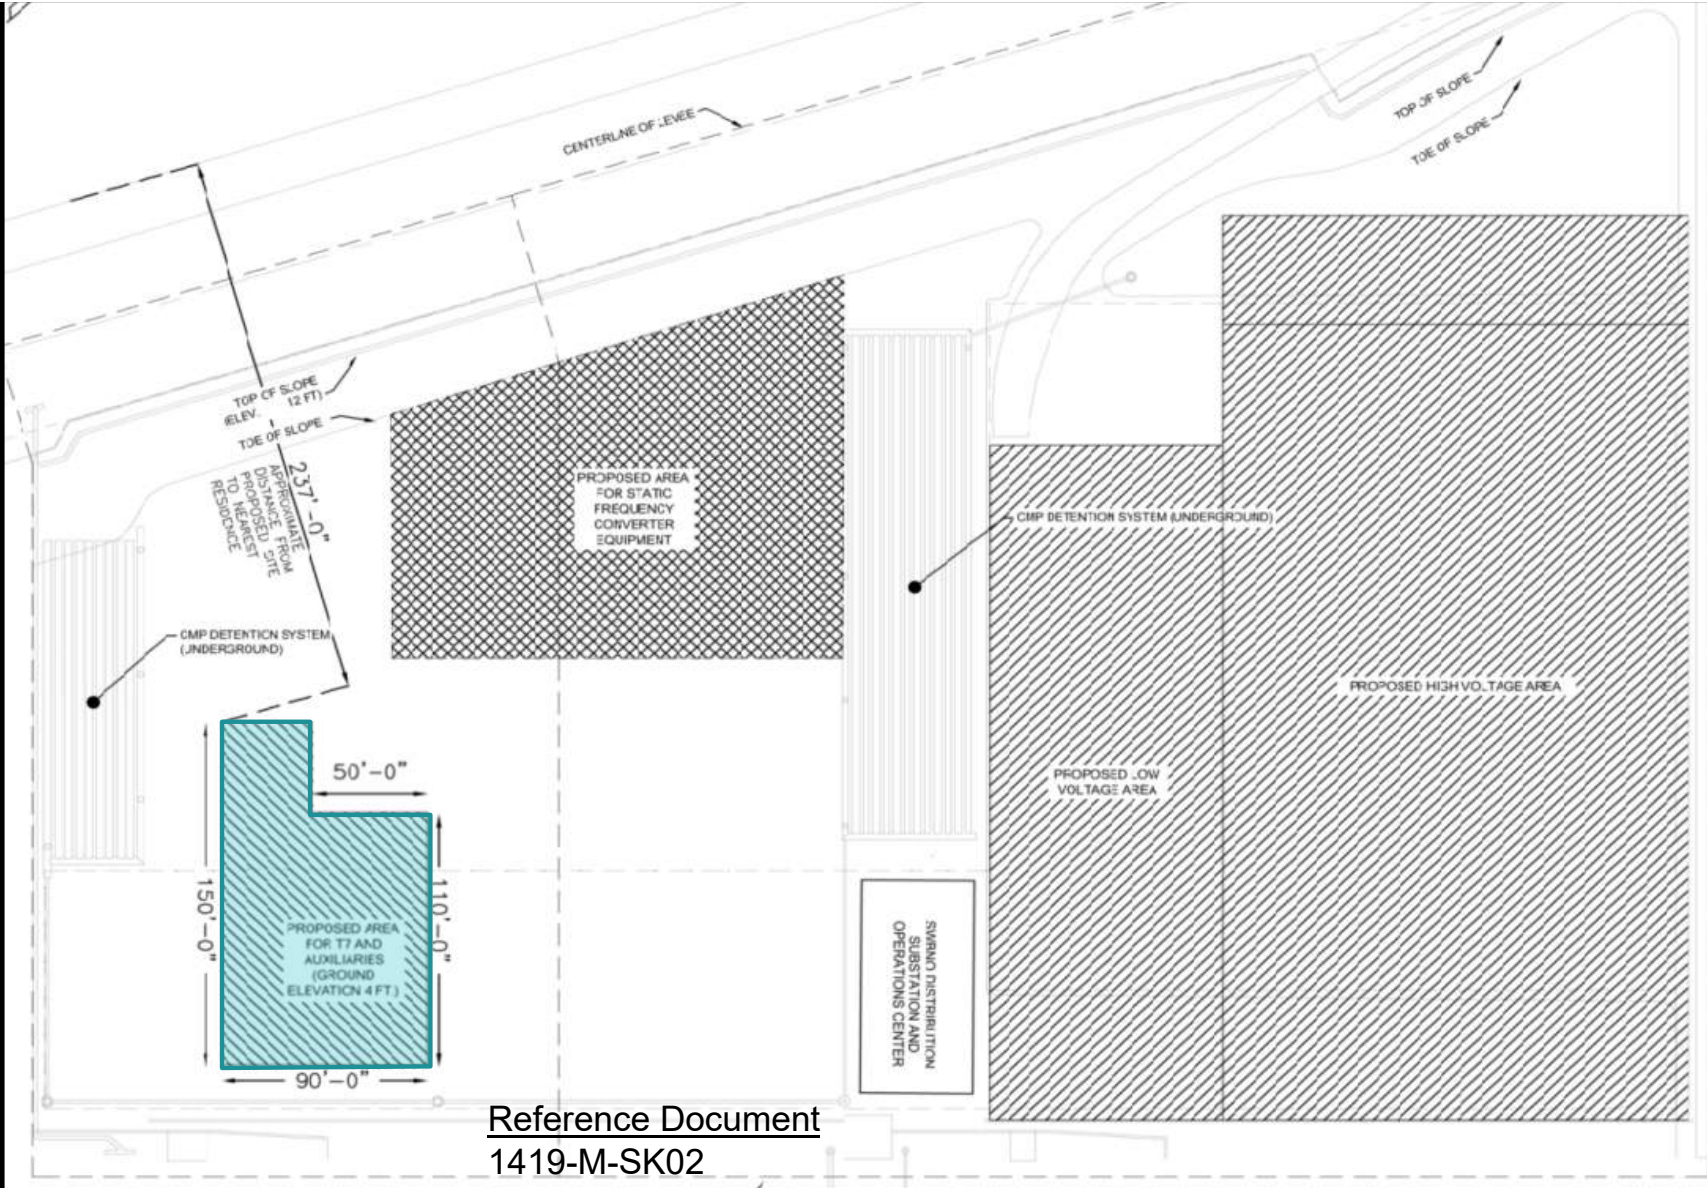 CENTERLINE OF LEVEE
TOP OF SLOPE
TOE OF SLOPE
TOP OF SLOPE
(ELEV. 12 FT)
TOE OF SLOPE
237'-0"
APPROXIMATE
DISTANCE FROM
PROPOSED SITE
TO NEAREST
RESIDENCE
PROPOSED AREA
FOR STATIC
FREQUENCY
CONVERTER
EQUIPMENT
CMP DETENTION SYSTEM (UNDERGROUND)
CMP DETENTION SYSTEM
(UNDERGROUND)
PROPOSED HIGH VOLTAGE AREA
PROPOSED LOW
VOLTAGE AREA
50'-0"
150'-0"
110'-0"
PROPOSED AREA
FOR T7 AND
AUXILIARIES
(GROUND
ELEVATION 4 FT.)
90'-0"
SWBNO DISTRIBUTION
SUBSTATION AND
OPERATIONS CENTER
Reference Document
1419-M-SK02